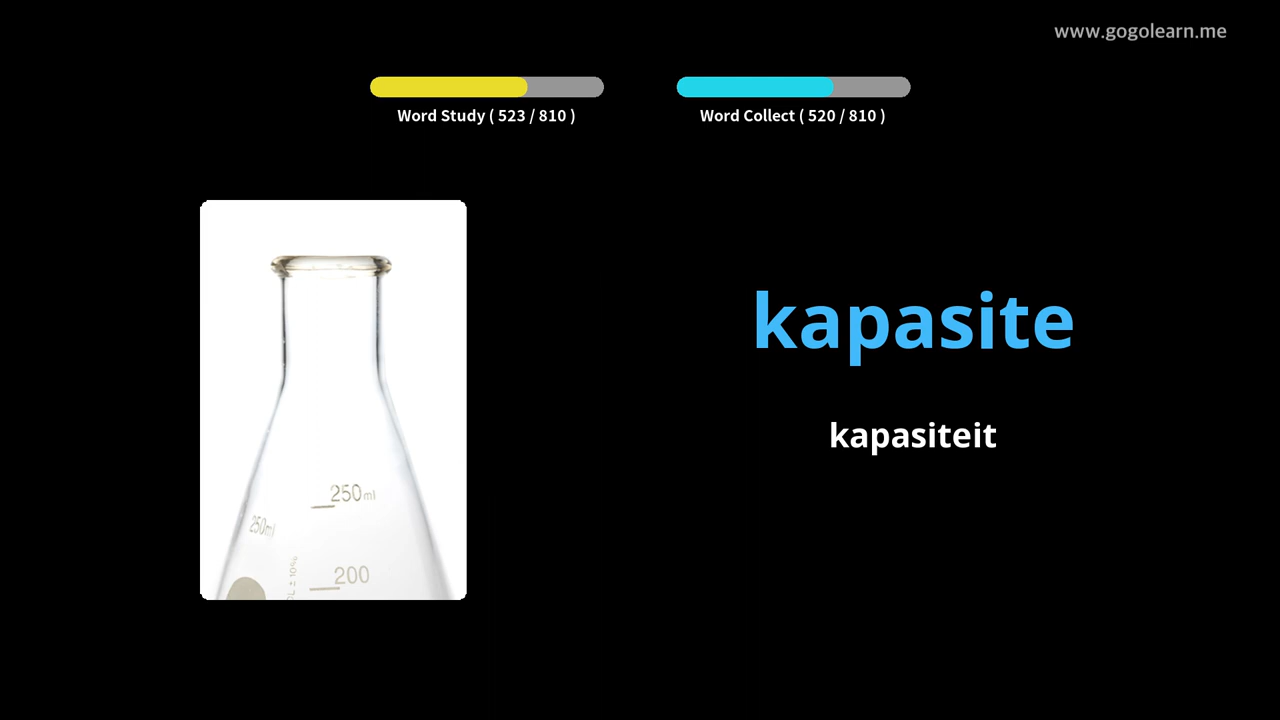 www.gogolearn.me
Word Study ( 523 / 810 )
Word Collect ( 520 / 810 )
kapasite
kapasiteit
250ml
250ml
200